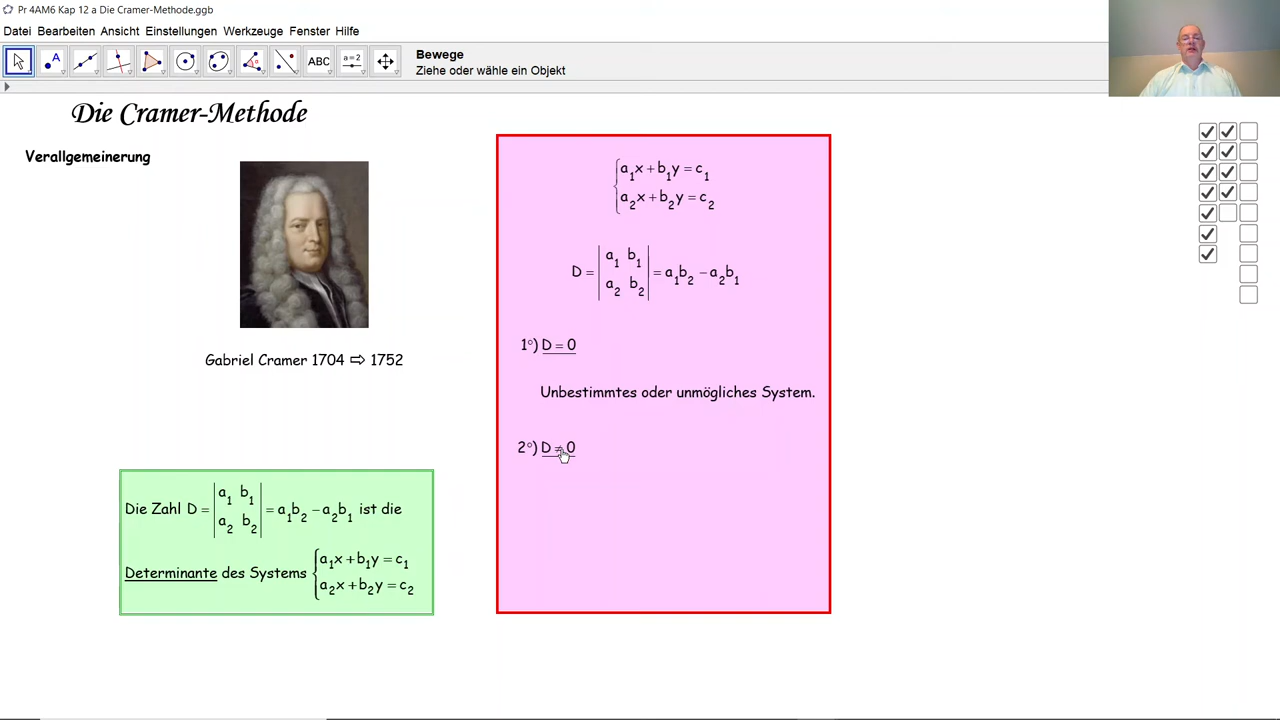 Pr 4AM6 Kap 12 a Die Cramer-Methode.ggb
Datei Bearbeiten Ansicht Einstellungen Werkzeuge Fenster Hilfe
A
ABC
a=2
Bewege
Ziehe oder wähle ein Objekt
Die Cramer-Methode
Verallgemeinerung
Gabriel Cramer 1704 ⇨ 1752
Die Zahl D = | a₁ b₁ | = a₁b₂ − a₂b₁ ist die
| a₂ b₂ |
Determinante des Systems { a₁x + b₁y = c₁
a₂x + b₂y = c₂
{ a₁x + b₁y = c₁
a₂x + b₂y = c₂
D = | a₁ b₁ | = a₁b₂ − a₂b₁
| a₂ b₂ |
1°) D = 0
Unbestimmtes oder unmögliches System.
2°) D ≠ 0